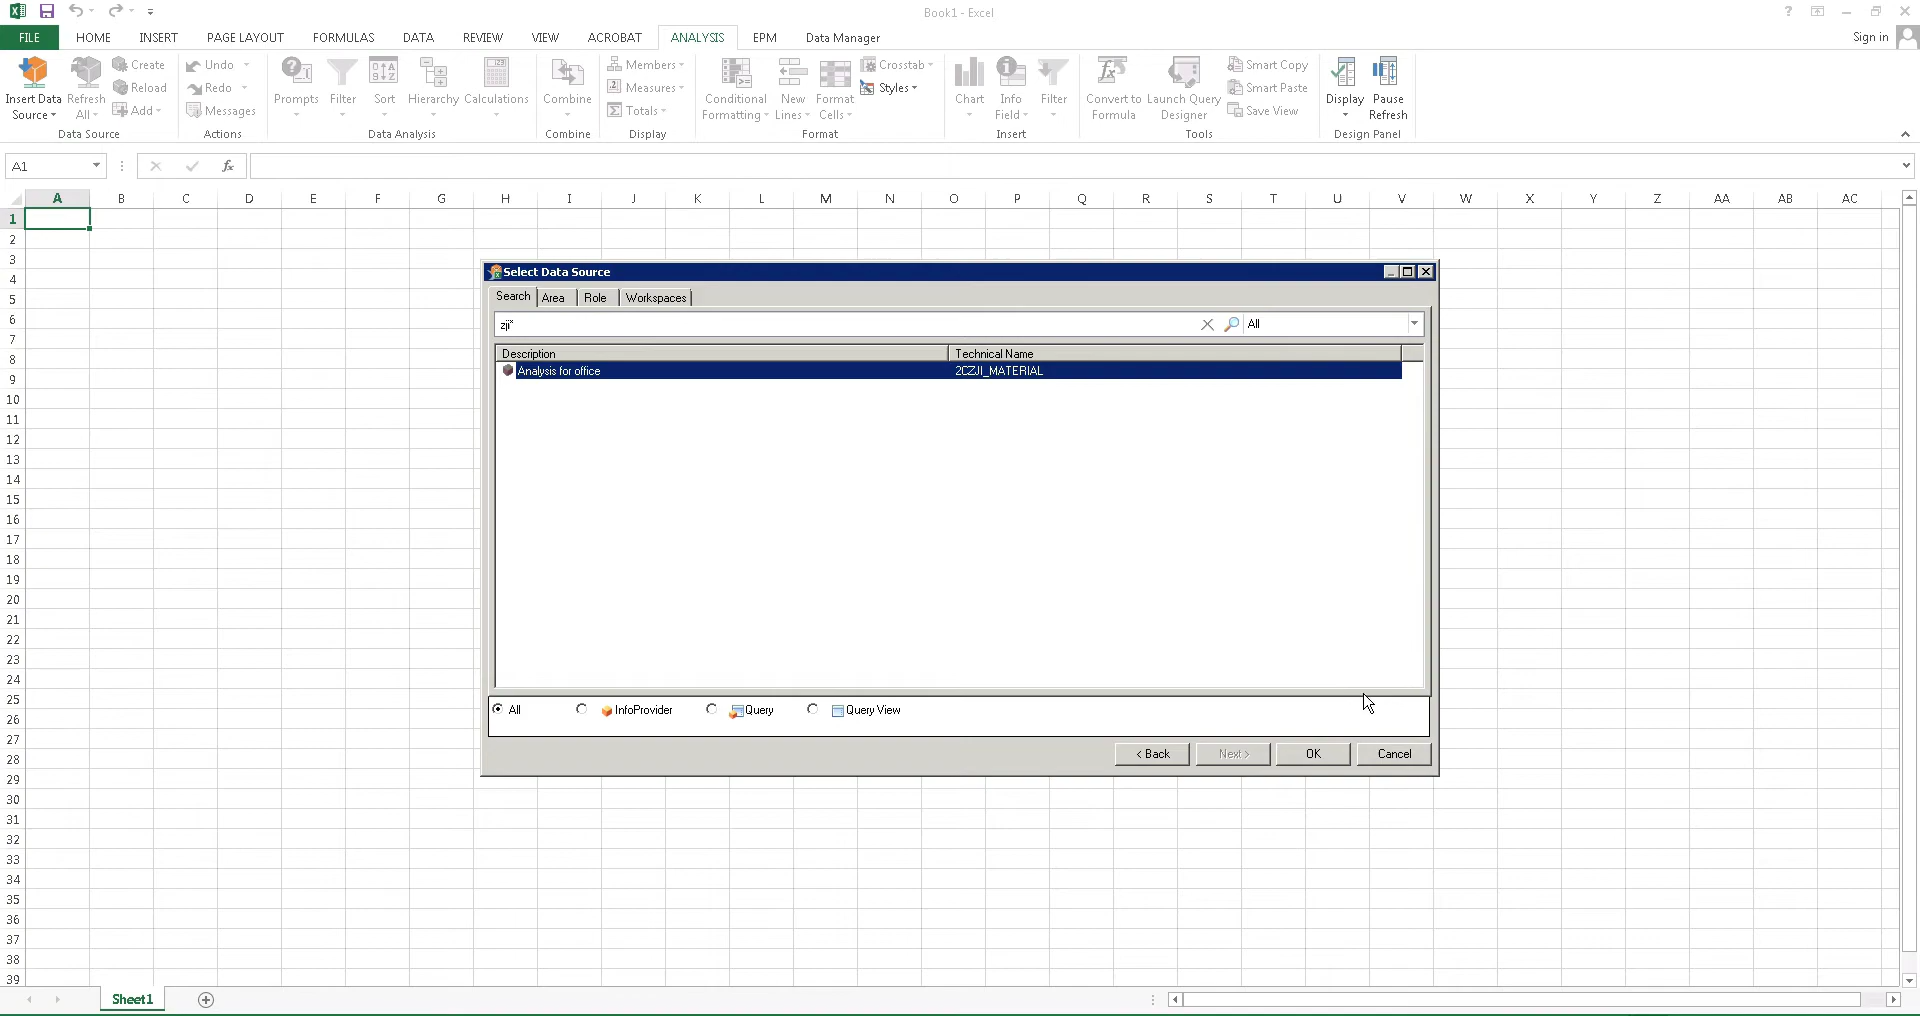 Book1 - Excel
FILE HOME INSERT PAGE LAYOUT FORMULAS DATA REVIEW VIEW ACROBAT ANALYSIS EPM Data Manager Sign in
Insert Data Source
Refresh All
Create
Reload
Add
Data Source
Undo
Redo
Messages
Actions
Prompts Filter Sort Hierarchy Calculations
Data Analysis
Combine
Combine
Members
Measures
Totals
Display
Conditional Formatting
New Lines
Format Cells
Crosstab
Styles
Format
Chart
Info Field
Filter
Insert
Convert to Formula
Launch Query Designer
Smart Copy
Smart Paste
Save View
Tools
Display
Pause Refresh
Design Panel
A1
fx
A B C D E F G H I J K L M N O P Q R S T U V W X Y Z AA AB AC
1
2
3
4
5
6
7
8
9
10
11
12
13
14
15
16
17
18
19
20
21
22
23
24
25
26
27
28
29
30
31
32
33
34
35
36
37
38
39
Select Data Source
Search Area Role Workspaces
zji*
All
Description Technical Name
Analysis for office 2CZJI_MATERIAL
All InfoProvider Query Query View
< Back Next > OK Cancel
Sheet1